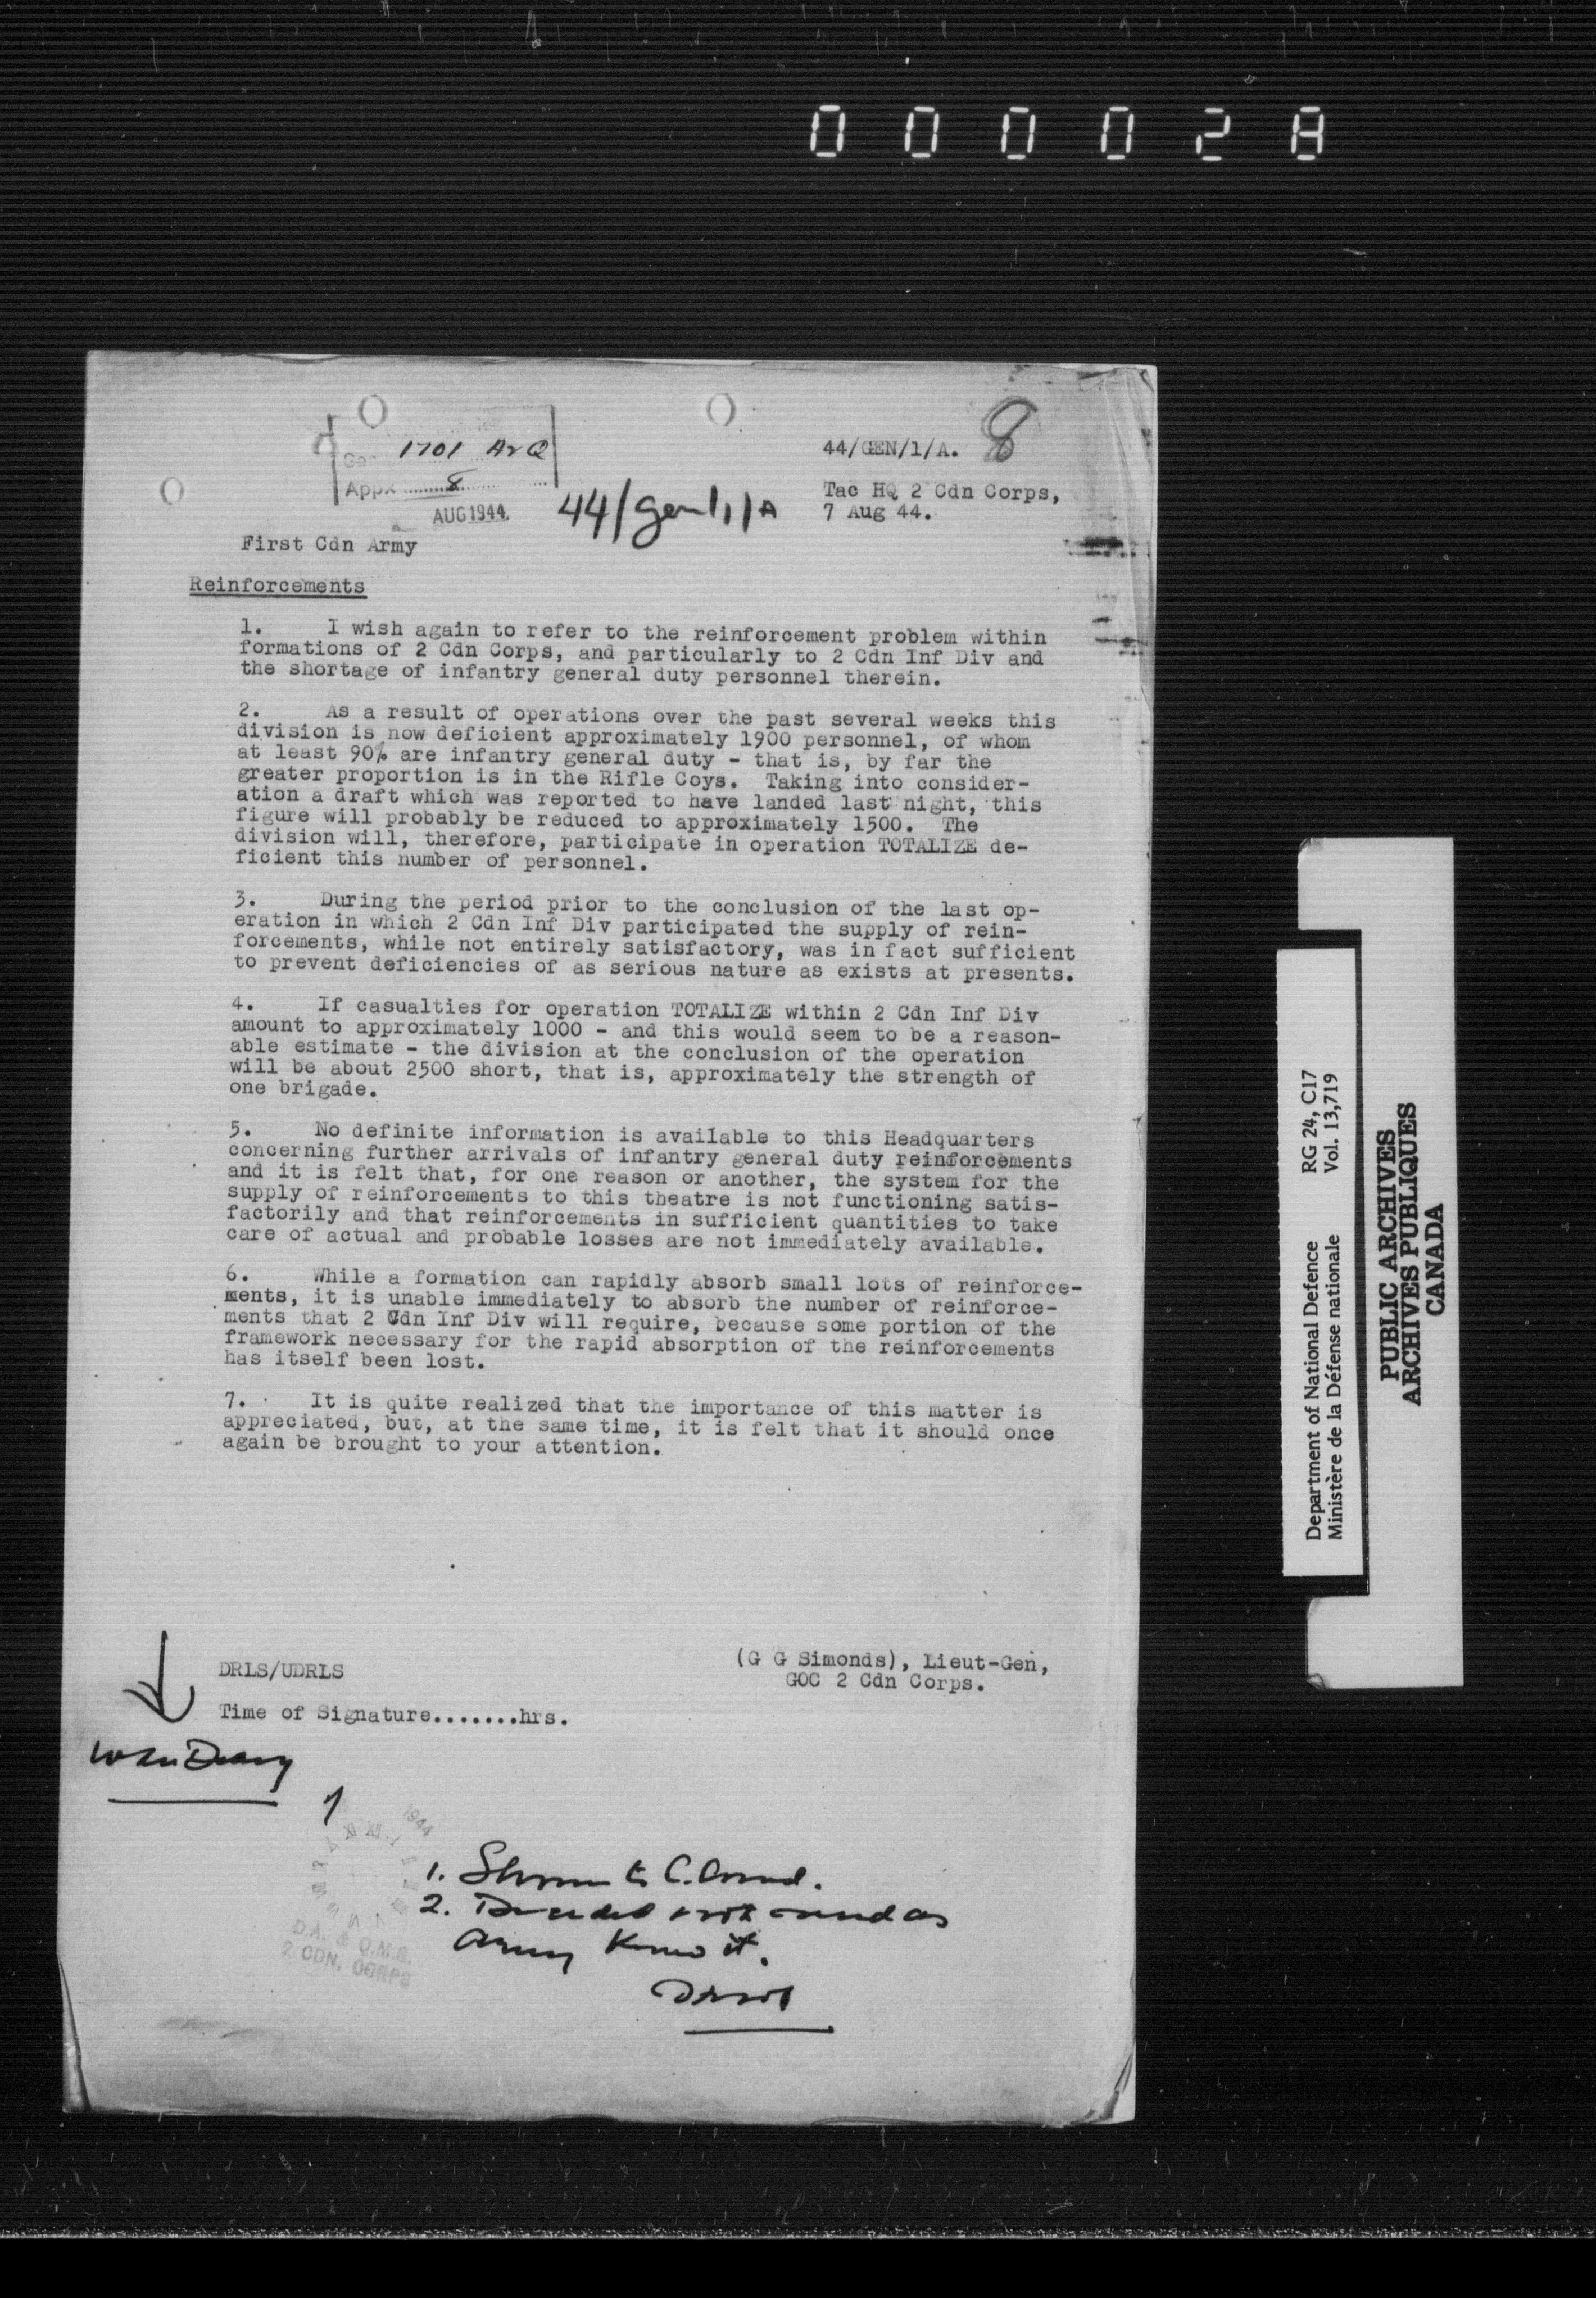 000028
1701 A&Q
8
44/GEN/1/A.
Appx ........8........
Tac HQ 2 Cdn Corps,
AUG 1944
44/gen/1/A
7 Aug 44.
First Cdn Army
Reinforcements
1. I wish again to refer to the reinforcement problem within
formations of 2 Cdn Corps, and particularly to 2 Cdn Inf Div and
the shortage of infantry general duty personnel therein.
2. As a result of operations over the past several weeks this
division is now deficient approximately 1900 personnel, of whom
at least 90% are infantry general duty - that is, by far the
greater proportion is in the Rifle Coys. Taking into consider-
ation a draft which was reported to have landed last night, this
figure will probably be reduced to approximately 1500. The
division will, therefore, participate in operation TOTALIZE de-
ficient this number of personnel.
3. During the period prior to the conclusion of the last op-
eration in which 2 Cdn Inf Div participated the supply of rein-
forcements, while not entirely satisfactory, was in fact sufficient
to prevent deficiencies of as serious nature as exists at presents.
4. If casualties for operation TOTALIZE within 2 Cdn Inf Div
amount to approximately 1000 - and this would seem to be a reason-
able estimate - the division at the conclusion of the operation
will be about 2500 short, that is, approximately the strength of
one brigade.
5. No definite information is available to this Headquarters
concerning further arrivals of infantry general duty reinforcements
and it is felt that, for one reason or another, the system for the
supply of reinforcements to this theatre is not functioning satis-
factorily and that reinforcements in sufficient quantities to take
care of actual and probable losses are not immediately available.
6. While a formation can rapidly absorb small lots of reinforce-
ments, it is unable immediately to absorb the number of reinforce-
ments that 2 Cdn Inf Div will require, because some portion of the
framework necessary for the rapid absorption of the reinforcements
has itself been lost.
7. It is quite realized that the importance of this matter is
appreciated, but, at the same time, it is felt that it should once
again be brought to your attention.
(G G Simonds), Lieut-Gen,
GOC 2 Cdn Corps.
DRLS/UDRLS
Time of Signature.......hrs.
War Diary
1944
D.A. & Q.M.G.
2 CDN. CORPS
1. Shown to C. Comd.
2. Decided not send as
Army know it.
Department of National Defence RG 24, C17
Ministère de la Défense nationale Vol. 13,719
PUBLIC ARCHIVES
ARCHIVES PUBLIQUES
CANADA